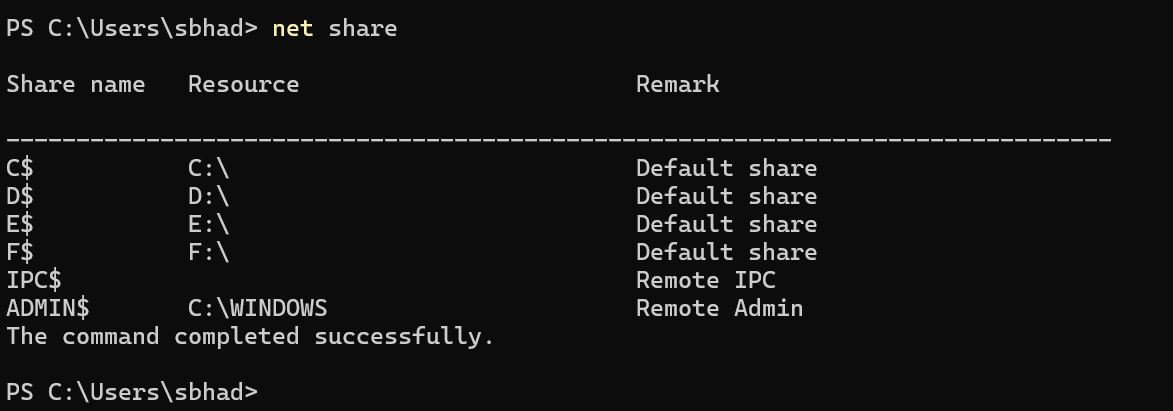 PS C:\Users\sbhad> net share
Share name   Resource                        Remark
-------------------------------------------------------------------------------
C$           C:\                             Default share
D$           D:\                             Default share
E$           E:\                             Default share
F$           F:\                             Default share
IPC$                                         Remote IPC
ADMIN$       C:\WINDOWS                      Remote Admin
The command completed successfully.
PS C:\Users\sbhad>